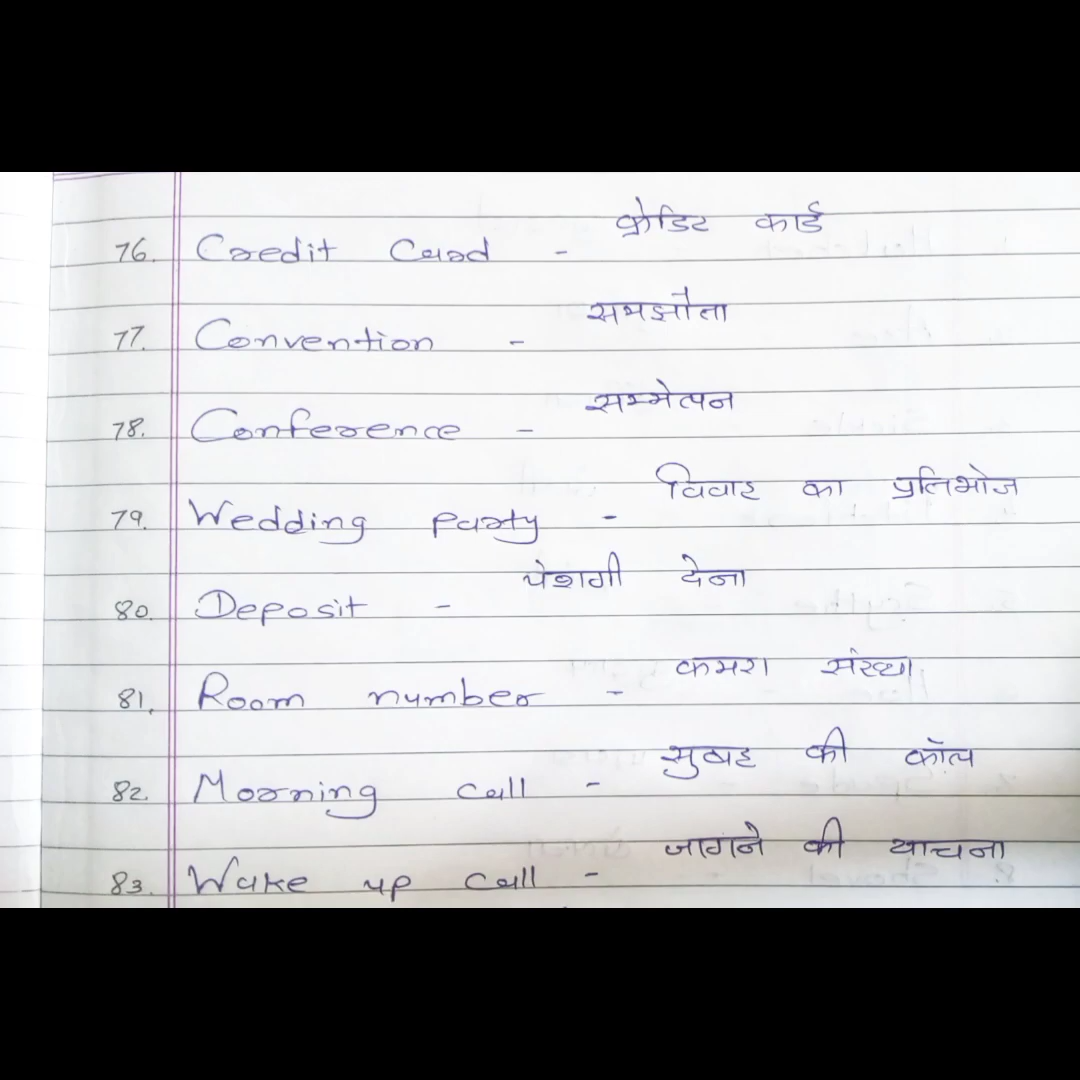 76. Credit Card - क्रेडिट कार्ड
77. Convention - समझौता
78. Conference - सम्मेलन
79. Wedding party - विवाह का प्रतिभोज
80. Deposit - पेशगी देना
81. Room number - कमरा संख्या
82. Morning call - सुबह की कॉल
83. Wake up call - जागने की याचना